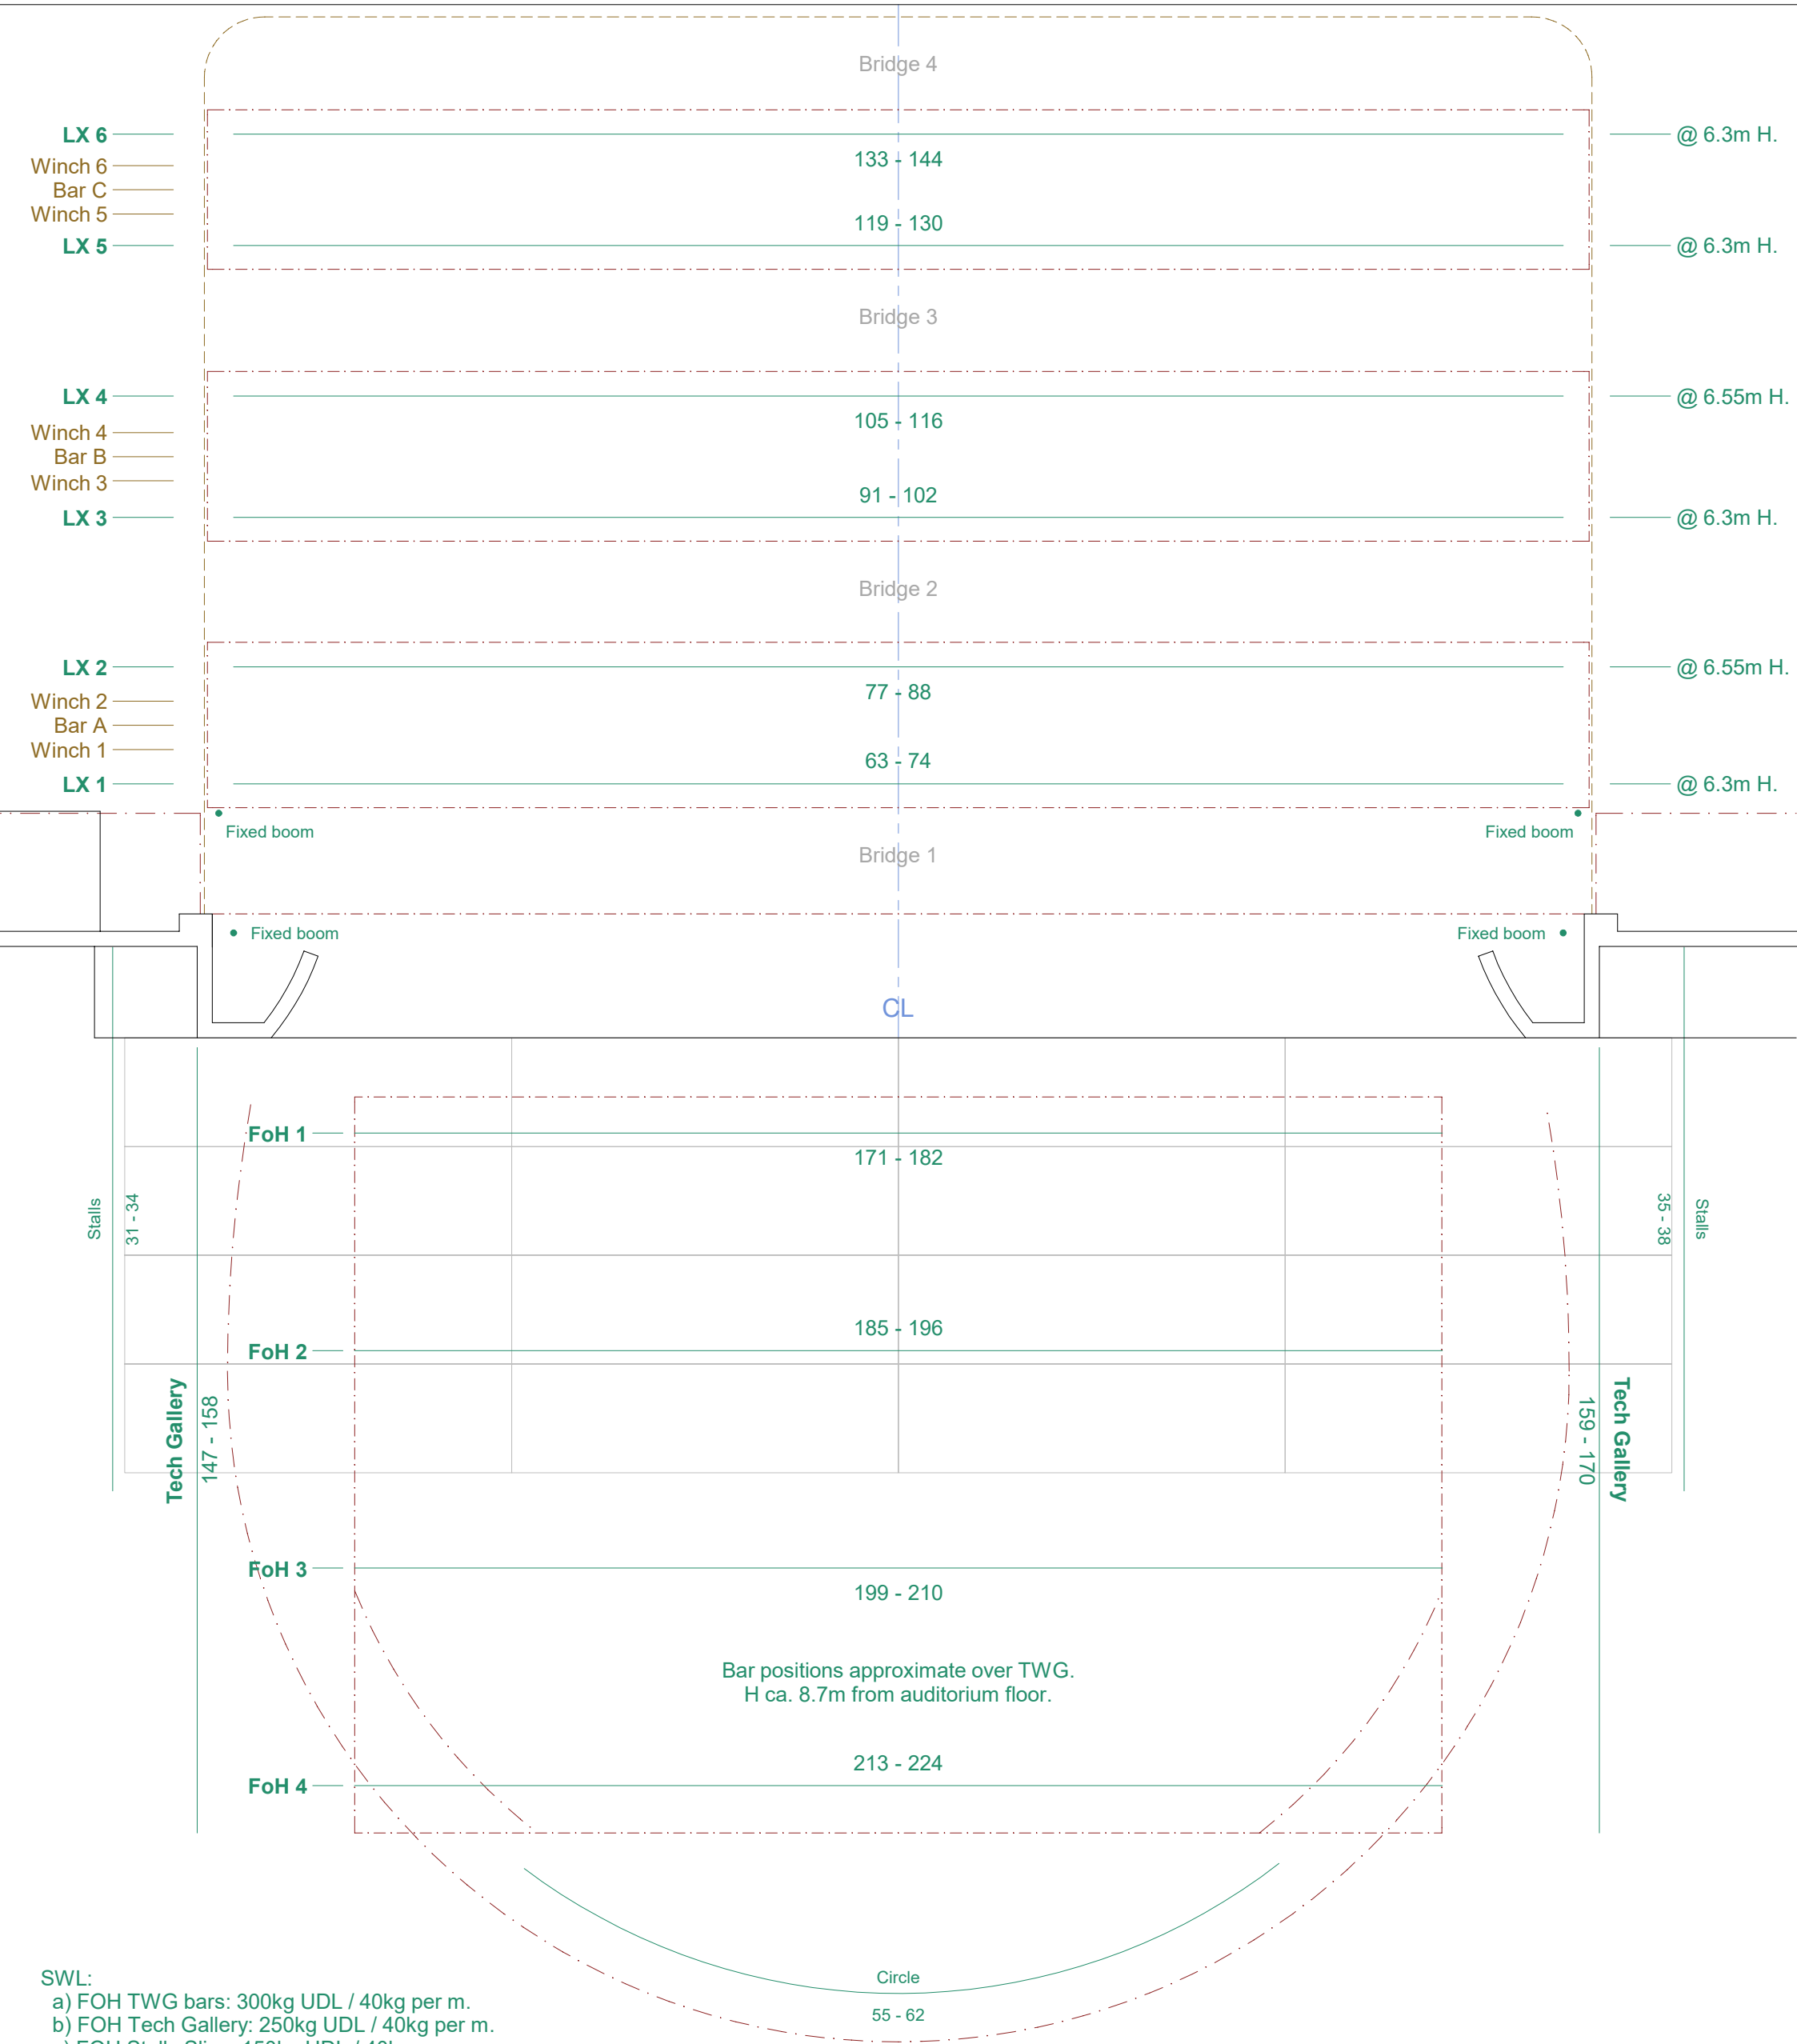 Bridge 4
LX 6
@ 6.3m H.
133 - 144
Winch 6
Bar C
Winch 5
119 - 130
LX 5
@ 6.3m H.
Bridge 3
LX 4
@ 6.55m H.
105 - 116
Winch 4
Bar B
Winch 3
91 - 102
LX 3
@ 6.3m H.
Bridge 2
LX 2
@ 6.55m H.
77 - 88
Winch 2
Bar A
Winch 1
63 - 74
LX 1
@ 6.3m H.
Fixed boom
Fixed boom
Bridge 1
Fixed boom
Fixed boom
CL
FoH 1
171 - 182
Stalls
31 - 34
35 - 38
Stalls
185 - 196
FoH 2
Tech Gallery
147 - 158
159 - 170
Tech Gallery
FoH 3
199 - 210
Bar positions approximate over TWG.
H ca. 8.7m from auditorium floor.
213 - 224
FoH 4
Circle
55 - 62
SWL:
a) FOH TWG bars: 300kg UDL / 40kg per m.
b) FOH Tech Gallery: 250kg UDL / 40kg per m.